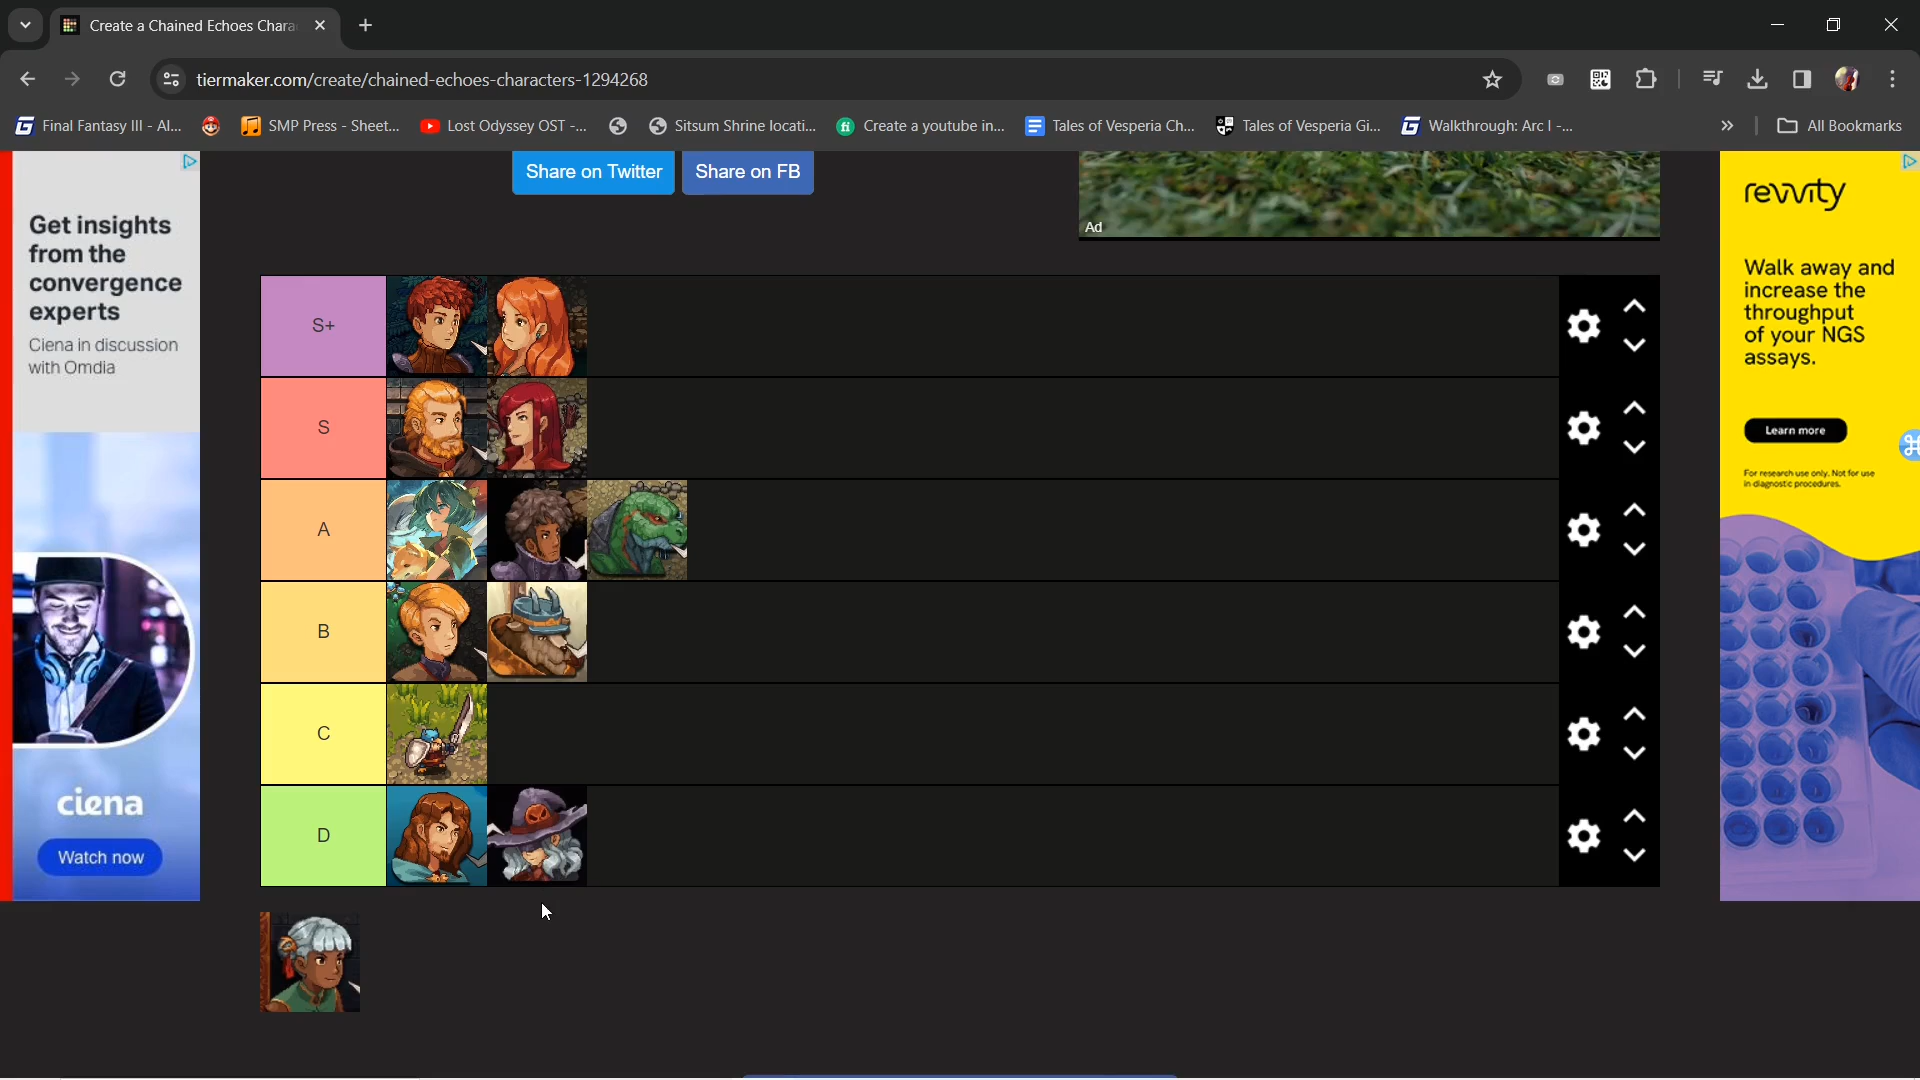 Create a Chained Echoes Chara
tiermaker.com/create/chained-echoes-characters-1294268
Final Fantasy III - Al...
SMP Press - Sheet...
Lost Odyssey OST -...
Sitsum Shrine locati...
Create a youtube in...
Tales of Vesperia Ch...
Tales of Vesperia Gi...
Walkthrough: Arc I -...
All Bookmarks
Share on Twitter
Share on FB
Ad
Get insights
from the
convergence
experts
Ciena in discussion
with Omdia
ciena
Watch now
S+
S
A
B
C
D
revvity
Walk away and
increase the
throughput
of your NGS
assays.
Learn more
For research use only. Not for use
in diagnostic procedures.